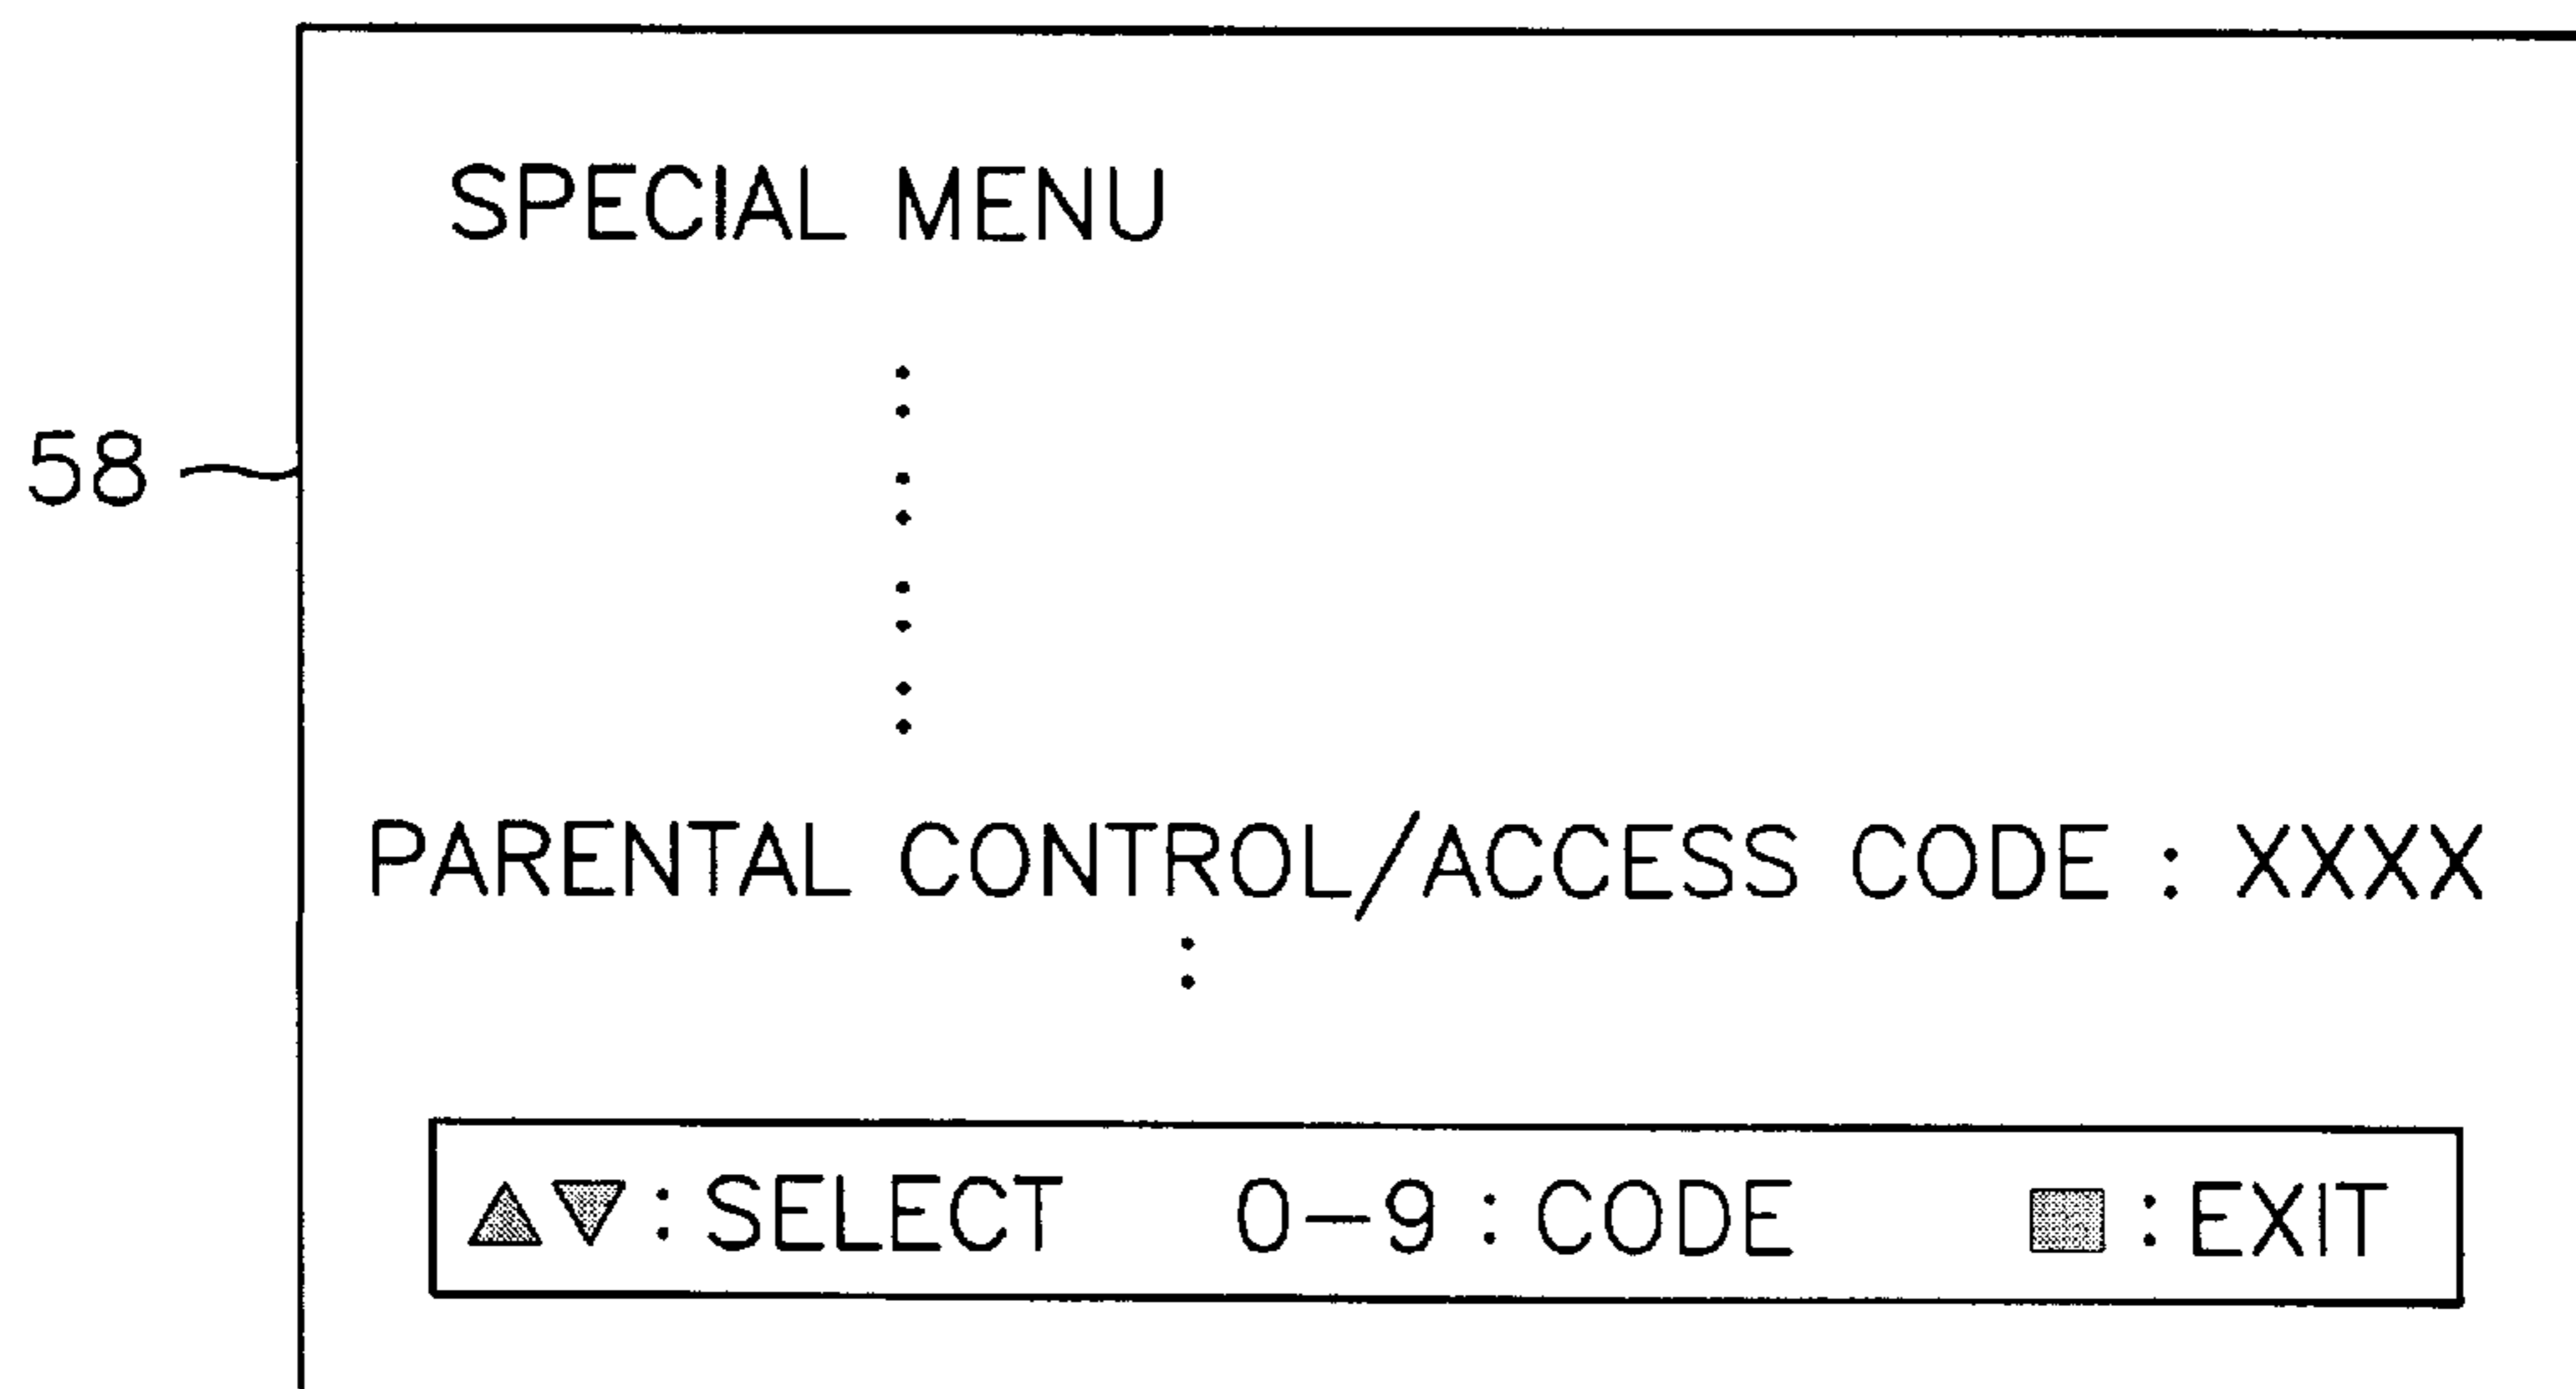 SPECIAL MENU
:
:
58
:
:
PARENTAL CONTROL/ACCESS CODE : XXXX
:
▲▼ : SELECT 0-9 : CODE ■ : EXIT